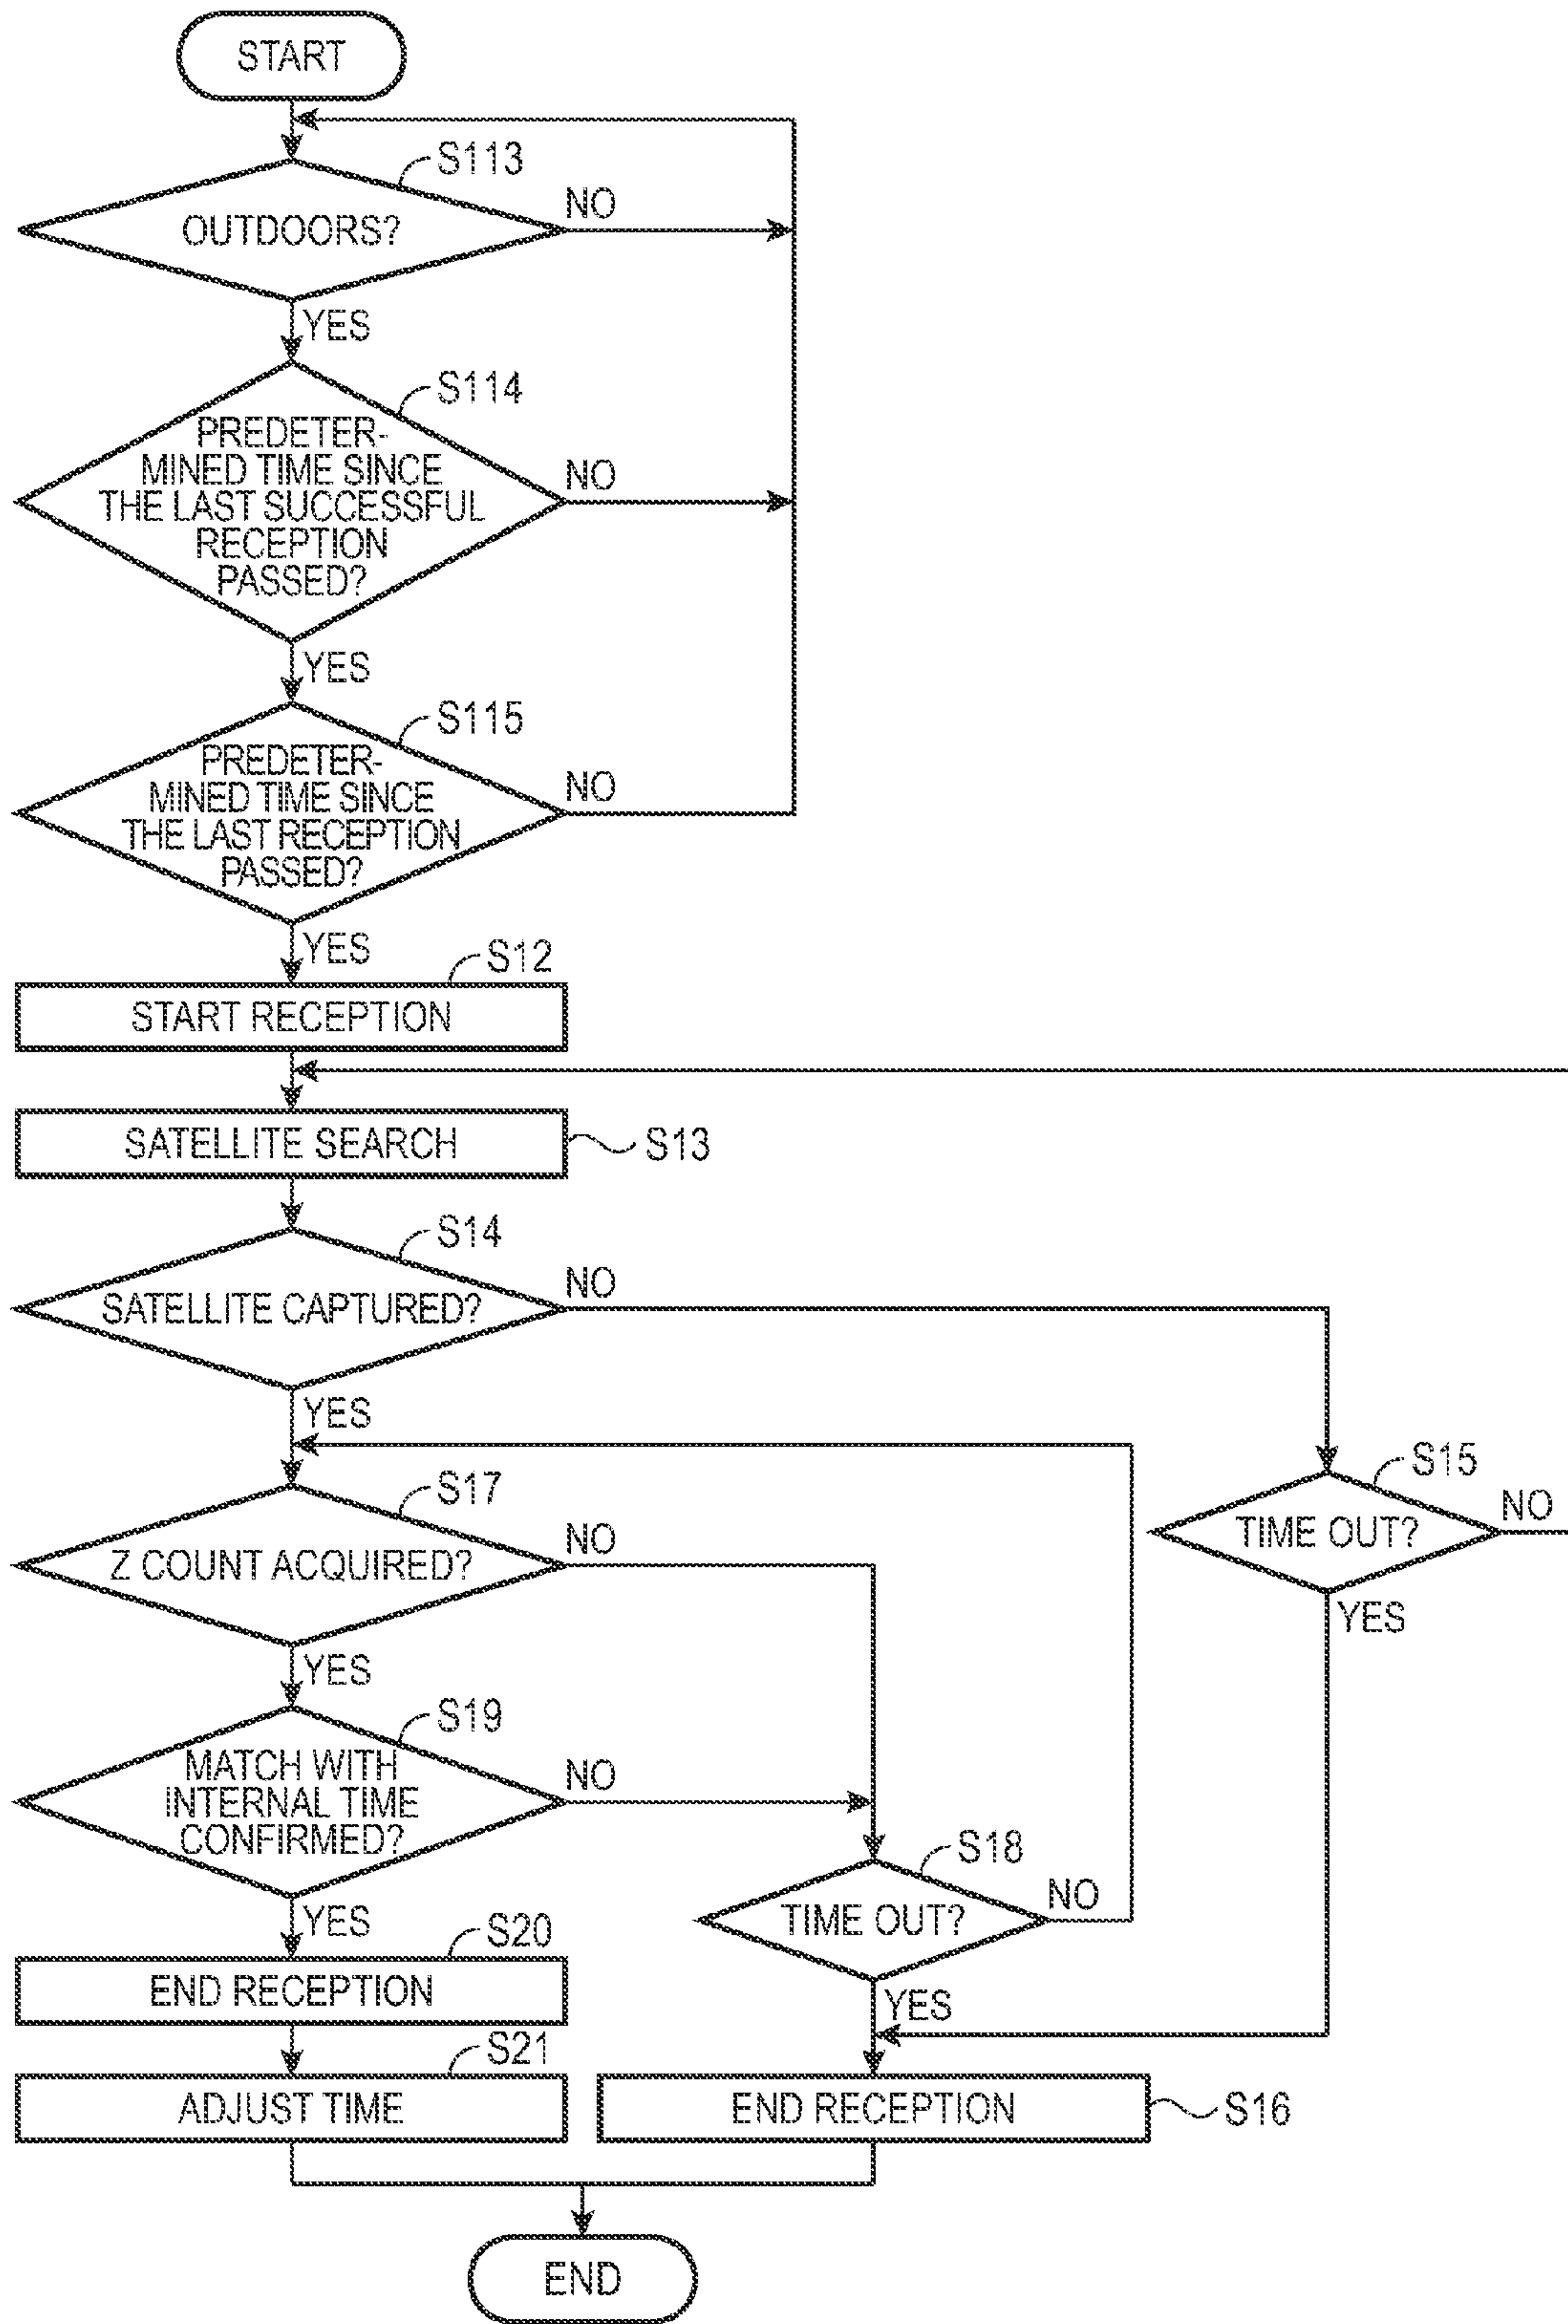 START
S113
OUTDOORS?
NO
YES
S114
PREDETER-
MINED TIME SINCE
THE LAST SUCCESSFUL
RECEPTION
PASSED?
NO
YES
S115
PREDETER-
MINED TIME SINCE
THE LAST RECEPTION
PASSED?
NO
YES
S12
START RECEPTION
SATELLITE SEARCH
S13
S14
SATELLITE CAPTURED?
NO
YES
S15
TIME OUT?
NO
YES
S17
Z COUNT ACQUIRED?
NO
YES
S19
MATCH WITH
INTERNAL TIME
CONFIRMED?
NO
YES
S18
TIME OUT?
NO
YES
S20
END RECEPTION
S21
ADJUST TIME
END RECEPTION
S16
END